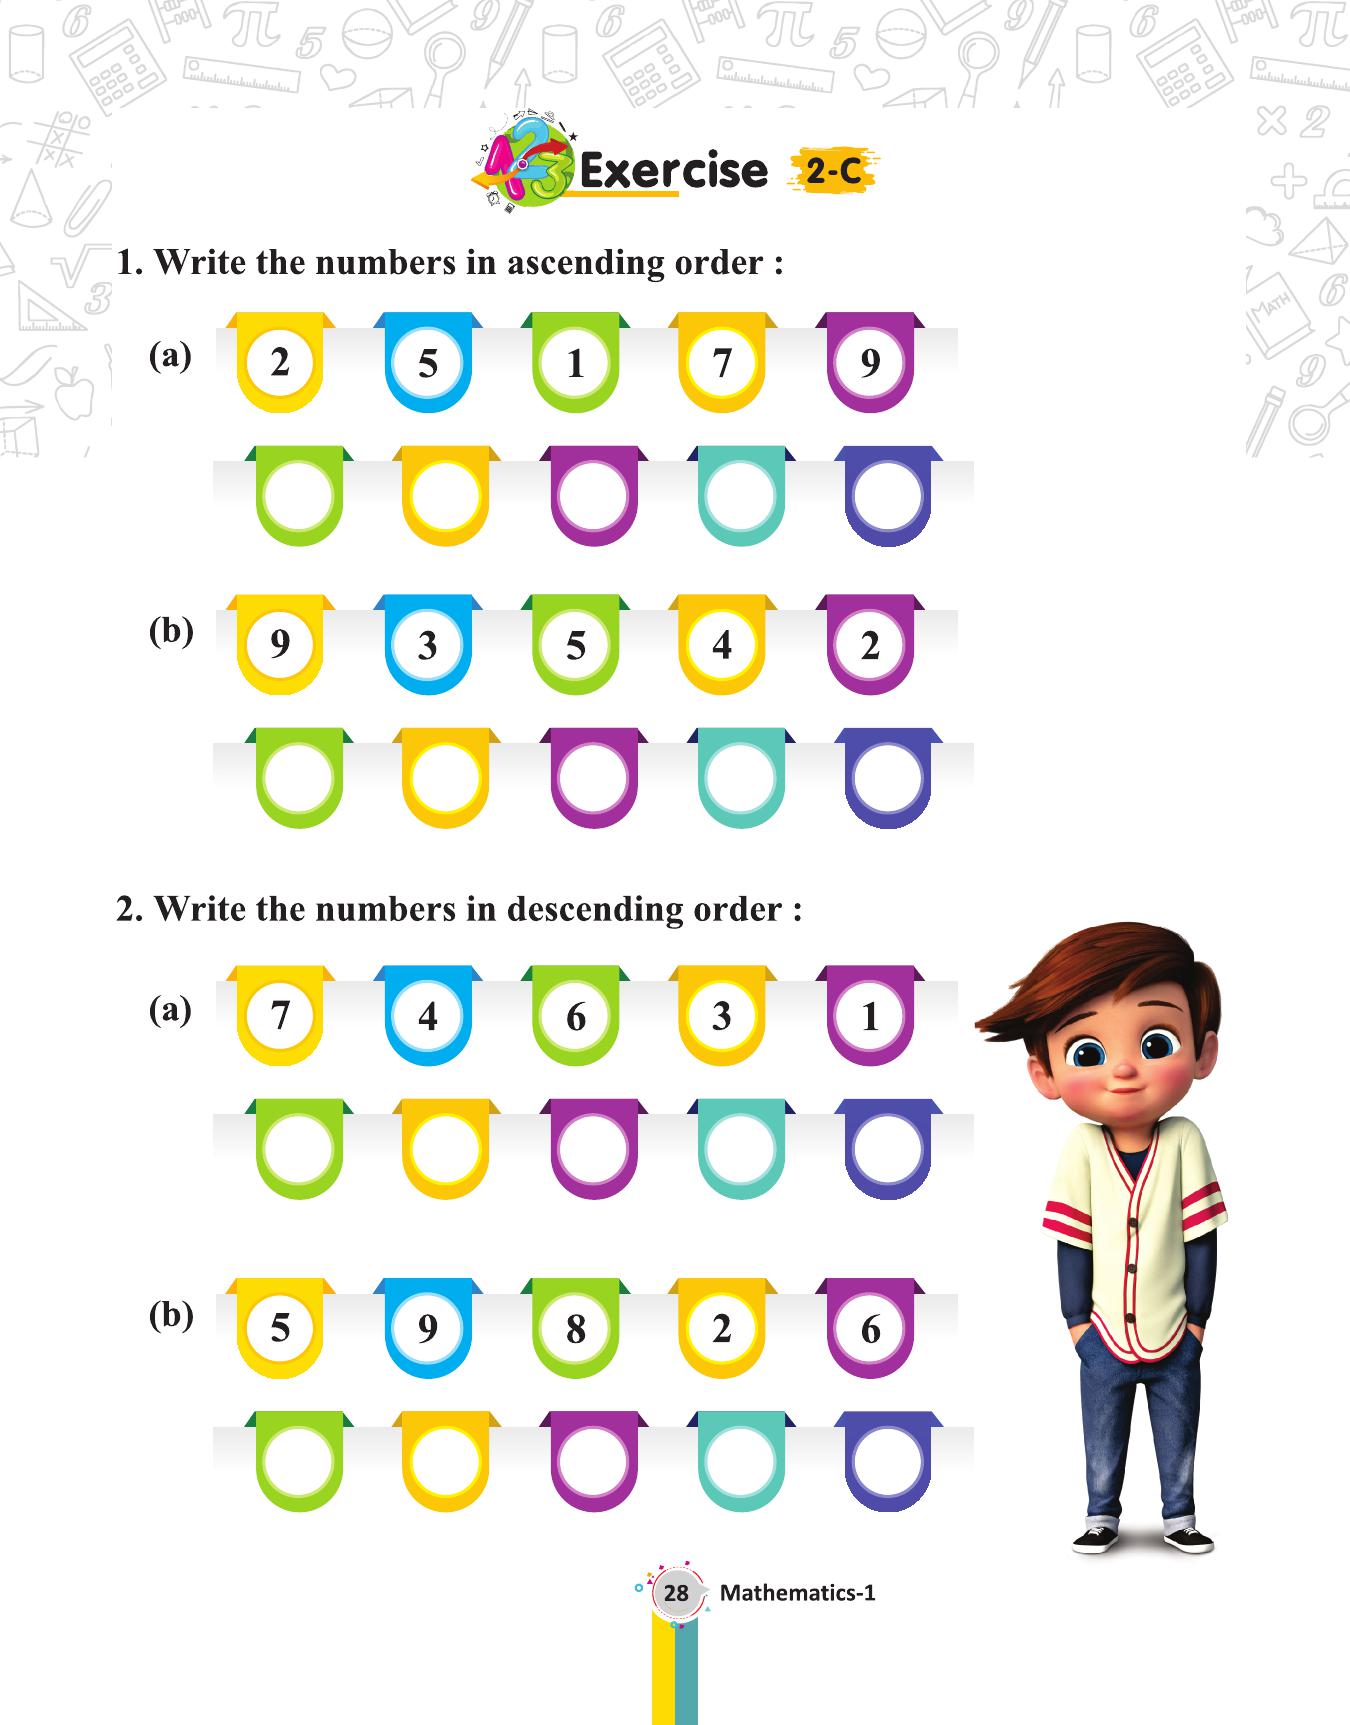 123 Exercise 2-C
1. Write the numbers in ascending order :
(a) 2 5 1 7 9
(b) 9 3 5 4 2
2. Write the numbers in descending order :
(a) 7 4 6 3 1
(b) 5 9 8 2 6
28 Mathematics-1